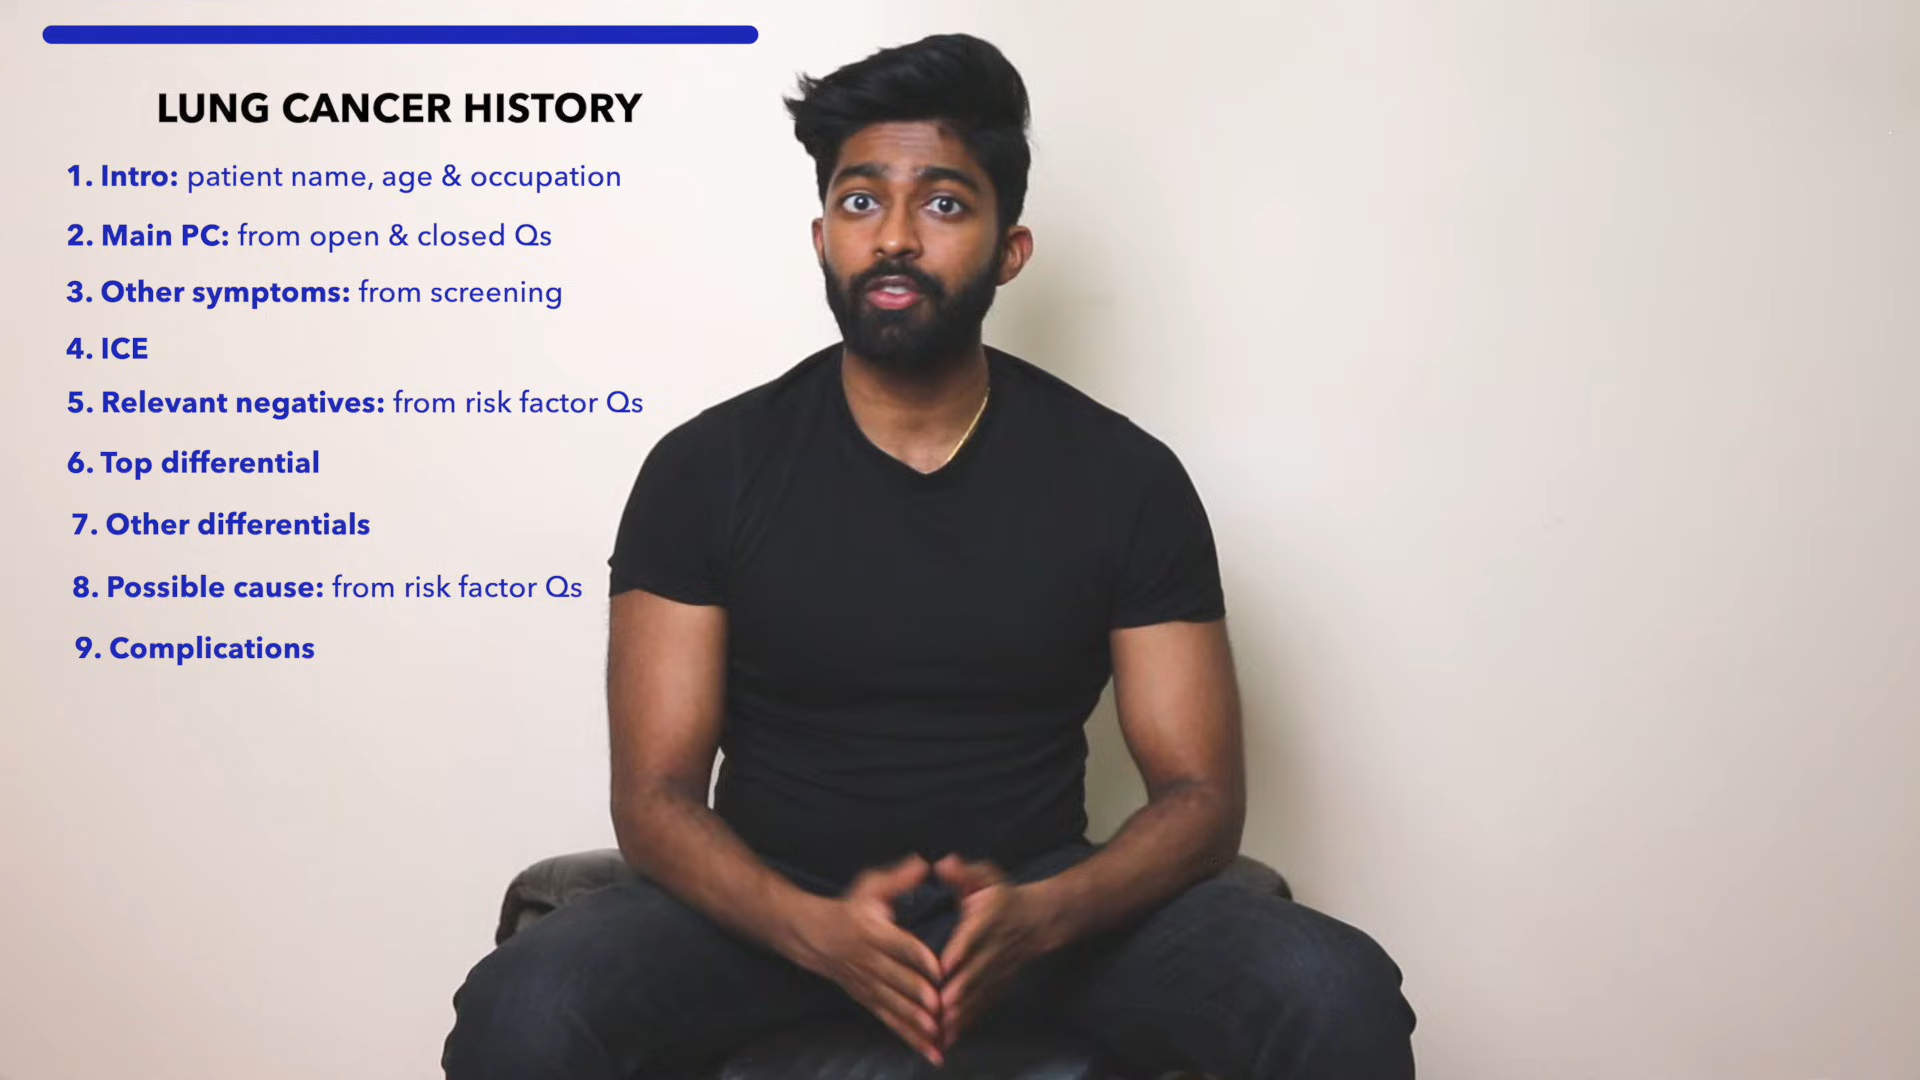 LUNG CANCER HISTORY
1. Intro: patient name, age & occupation
2. Main PC: from open & closed Qs
3. Other symptoms: from screening
4. ICE
5. Relevant negatives: from risk factor Qs
6. Top differential
7. Other differentials
8. Possible cause: from risk factor Qs
9. Complications